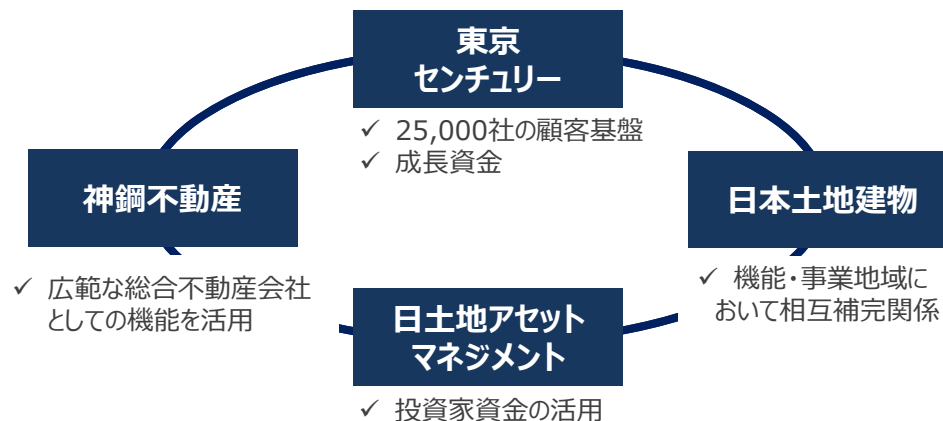 東京
センチュリー
✓ 25,000社の顧客基盤
✓ 成長資金
神鋼不動産
日本土地建物
✓ 広範な総合不動産会社
としての機能を活用
✓ 機能・事業地域に
おいて相互補完関係
日土地アセット
マネジメント
✓ 投資家資金の活用